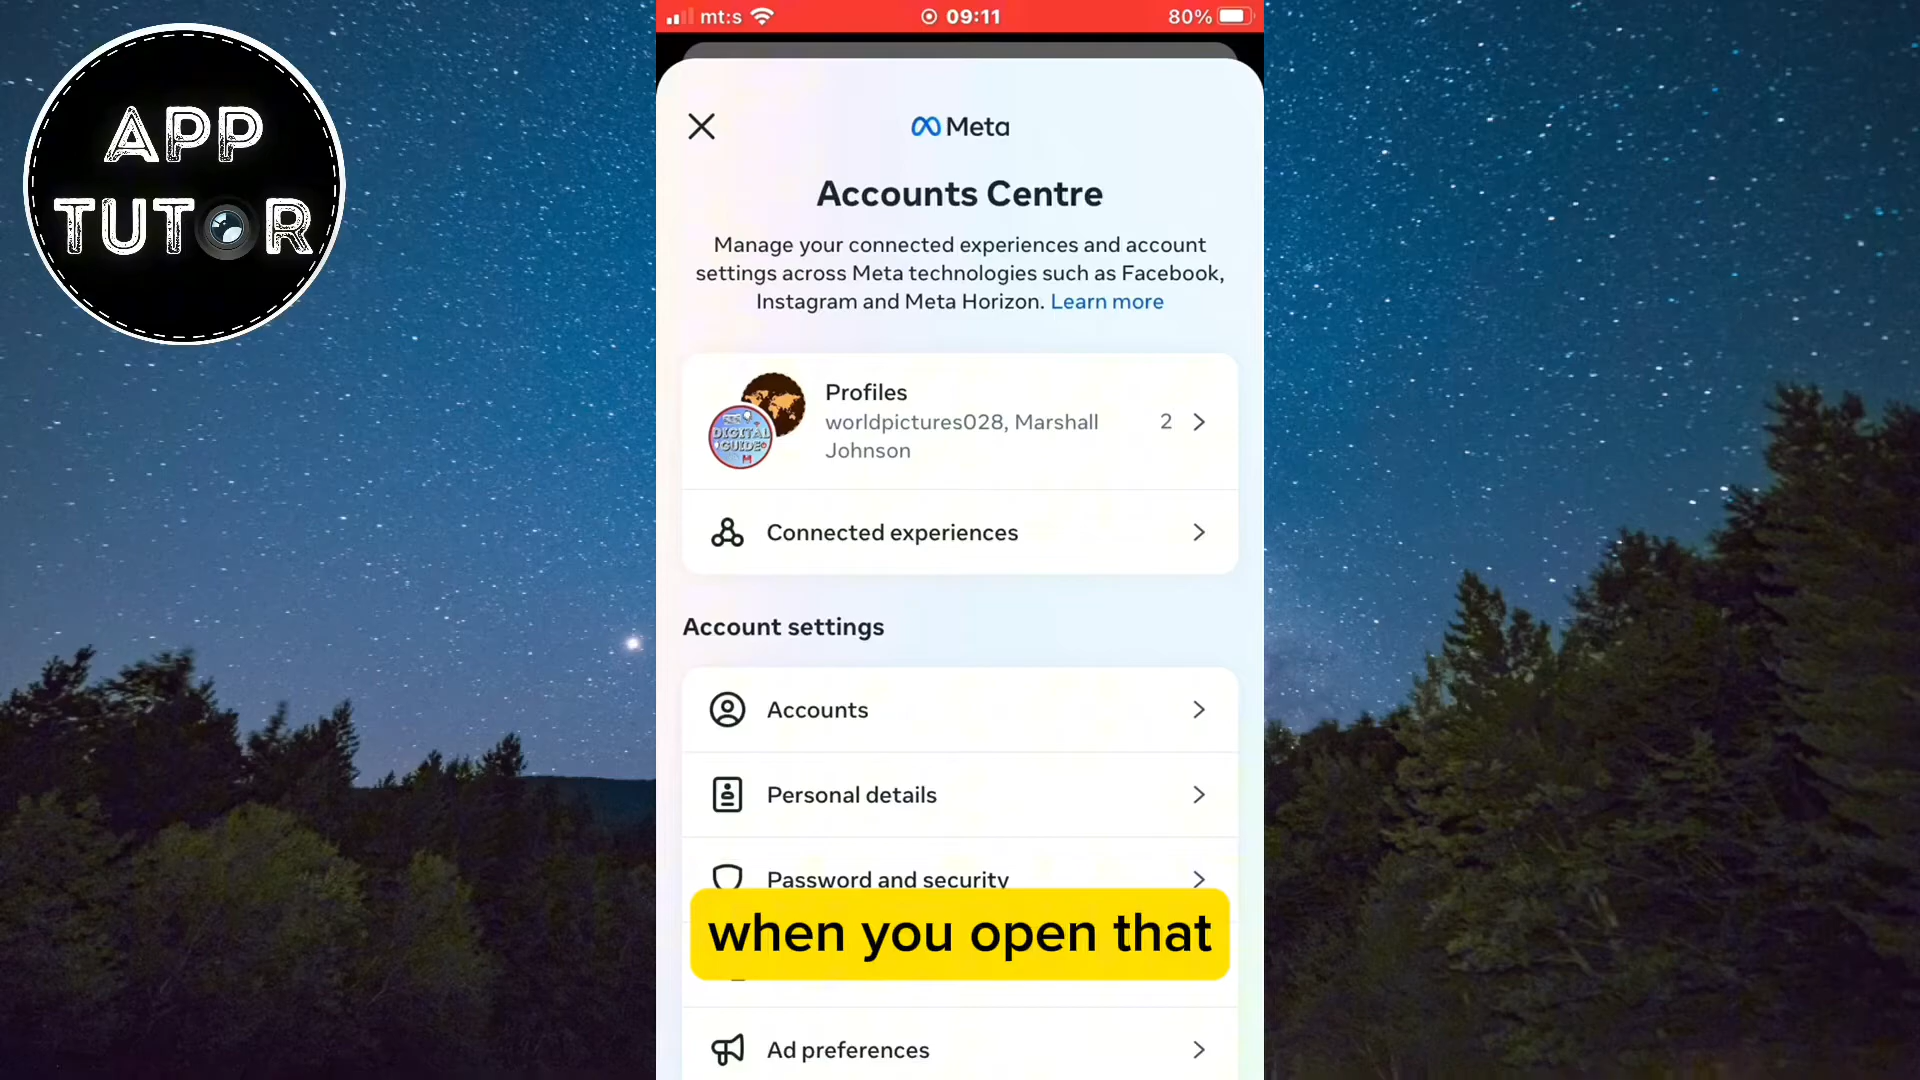 APP
TUTOR
mt:s
09:11
80%
Meta
Accounts Centre
Manage your connected experiences and account
settings across Meta technologies such as Facebook,
Instagram and Meta Horizon. Learn more
Profiles
worldpictures028, Marshall
Johnson
2
DIGITAL
GUIDE
M
Connected experiences
Account settings
Accounts
Personal details
Password and security
when you open that
Ad preferences